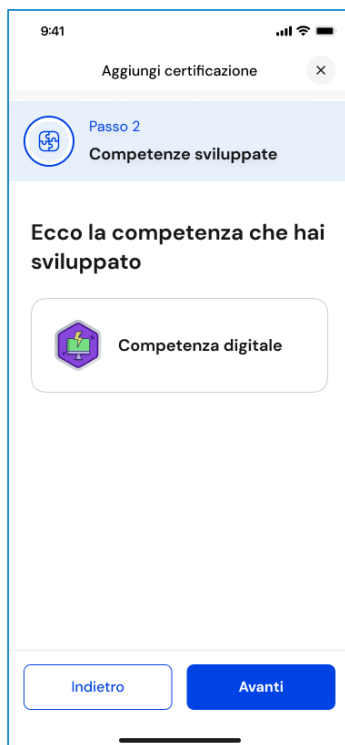 9:41
Aggiungi certificazione
Passo 2
Competenze sviluppate
Ecco la competenza che hai
sviluppato
Competenza digitale
Indietro
Avanti